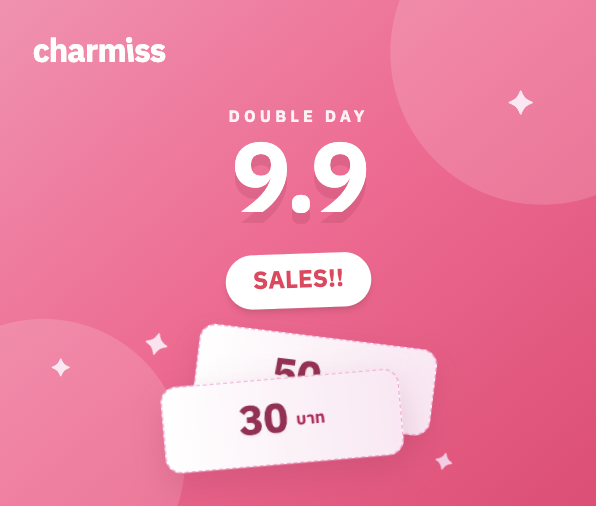 charmiss
DOUBLE DAY
9.9
SALES!!
50
30 บาท